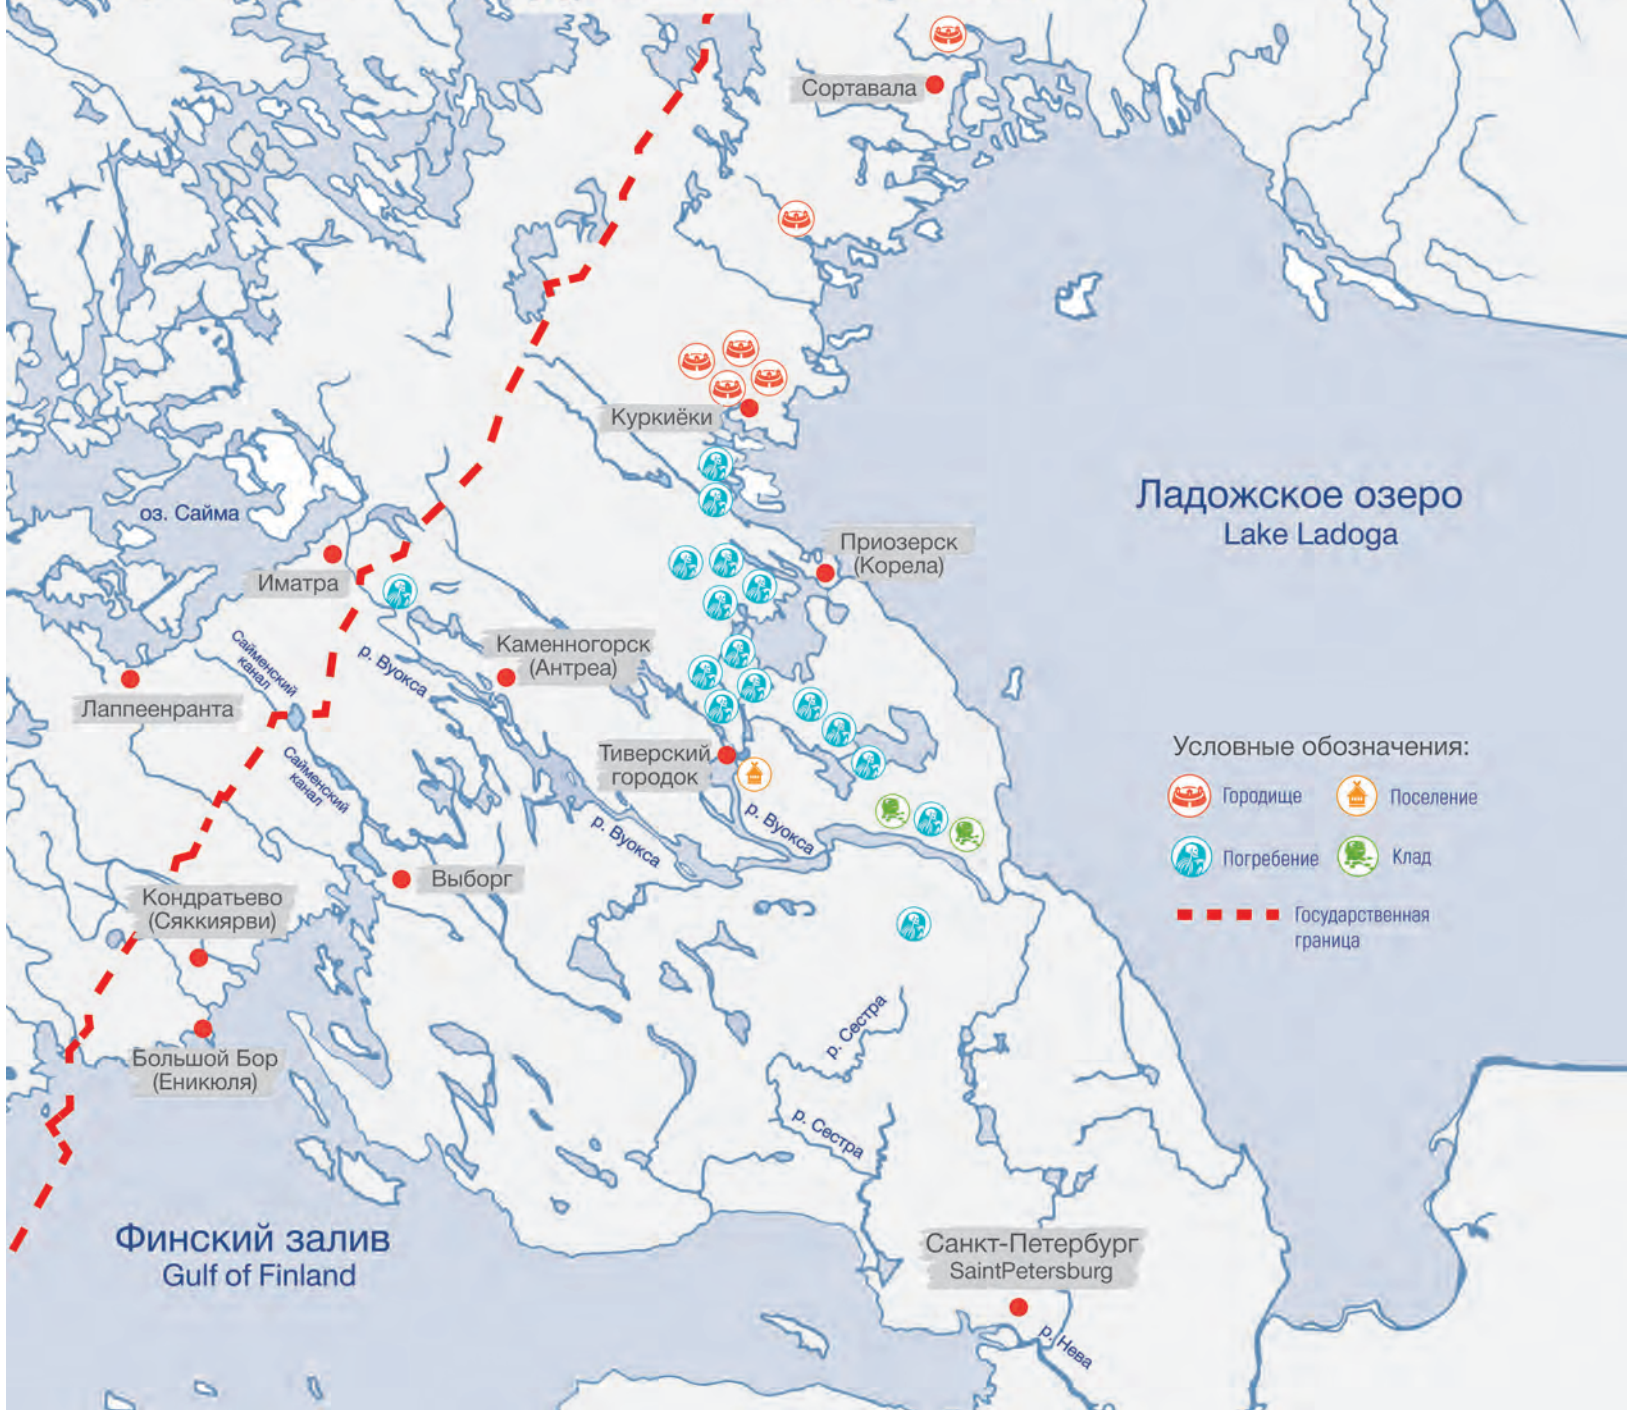 Сортавала
Куркиёки
Ладожское озеро
Lake Ladoga
оз. Сайма
Приозерск
(Корела)
Иматра
Каменногорск
(Антреа)
Сайменский
канал
р. Вуокса
Лаппеенранта
Сайменский
канал
Тиверский
городок
р. Вуокса
р. Вуокса
Условные обозначения:
Городище
Поселение
Погребение
Клад
Государственная
граница
Выборг
Кондратьево
(Сяккиярви)
Большой Бор
(Еникюля)
р. Сестра
р. Сестра
Финский залив
Gulf of Finland
Санкт-Петербург
SaintPetersburg
р. Нева